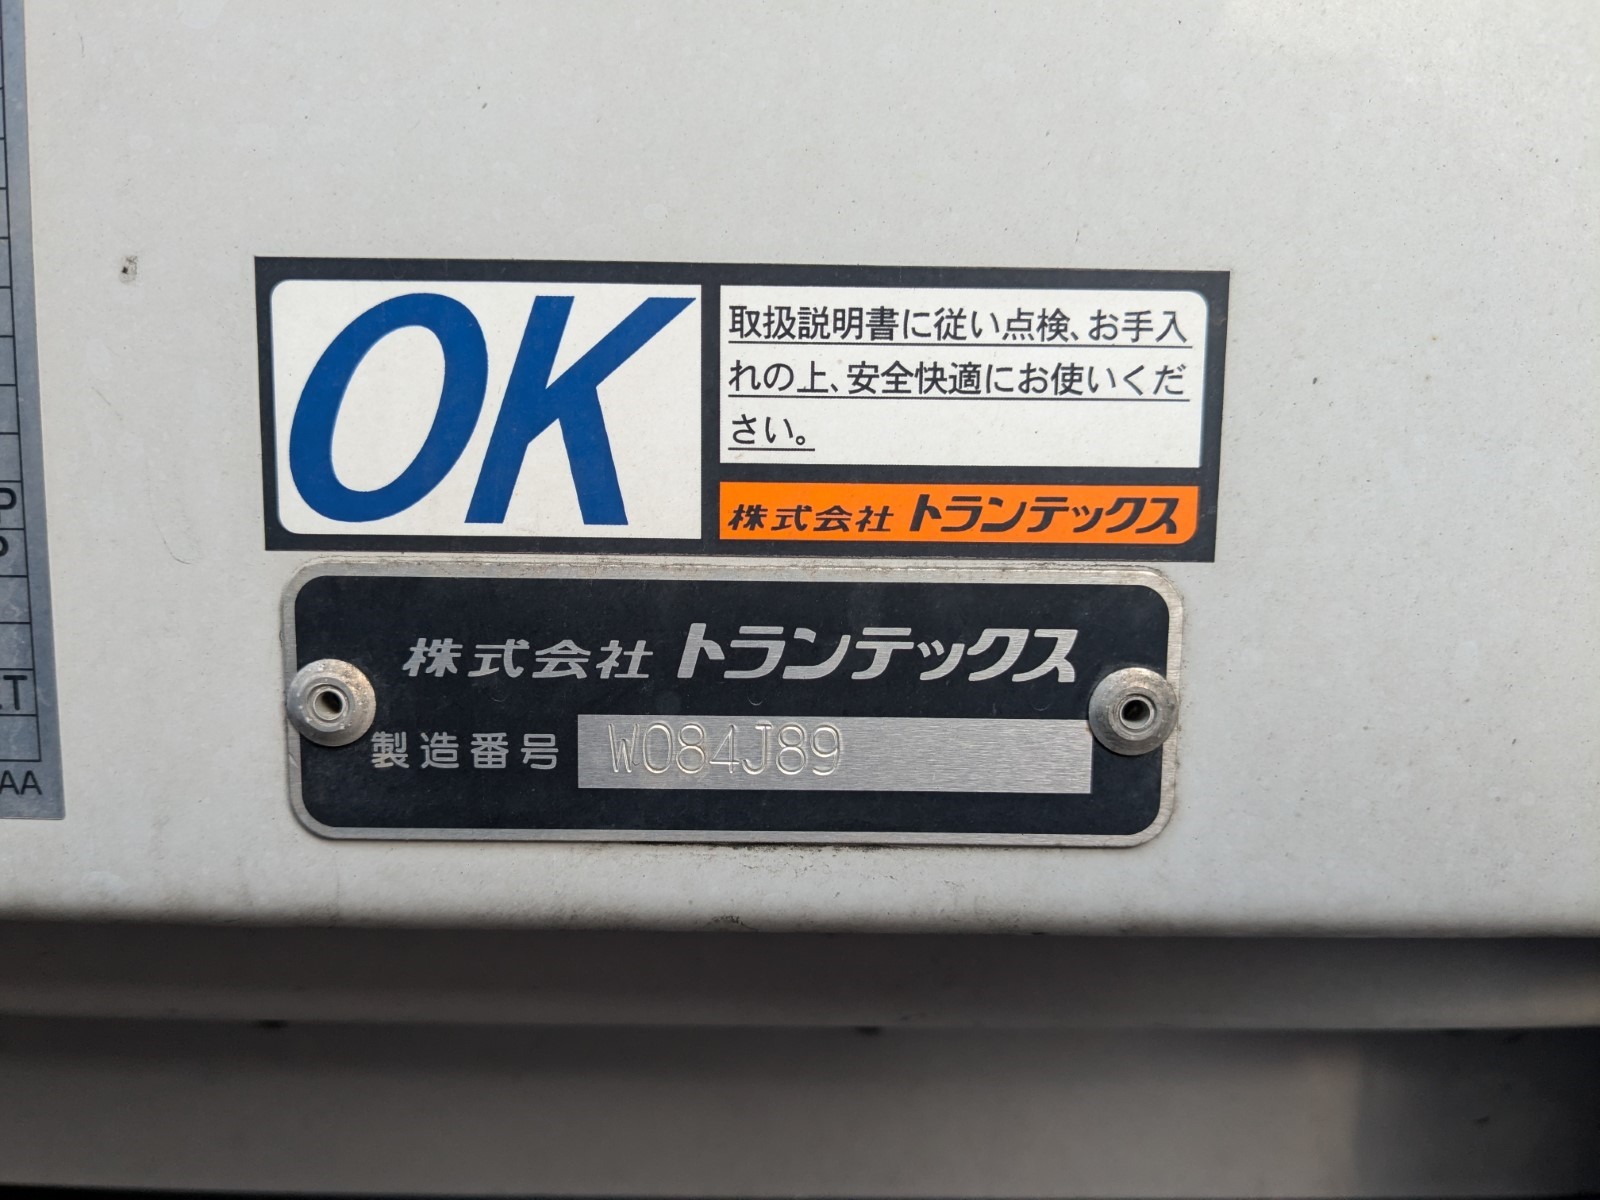 OK
取扱説明書に従い点検、お手入
れの上、安全快適にお使いくだ
さい。
株式会社 トランテックス
株式会社 トランテックス
製造番号 W084J89
P
P
T
AA